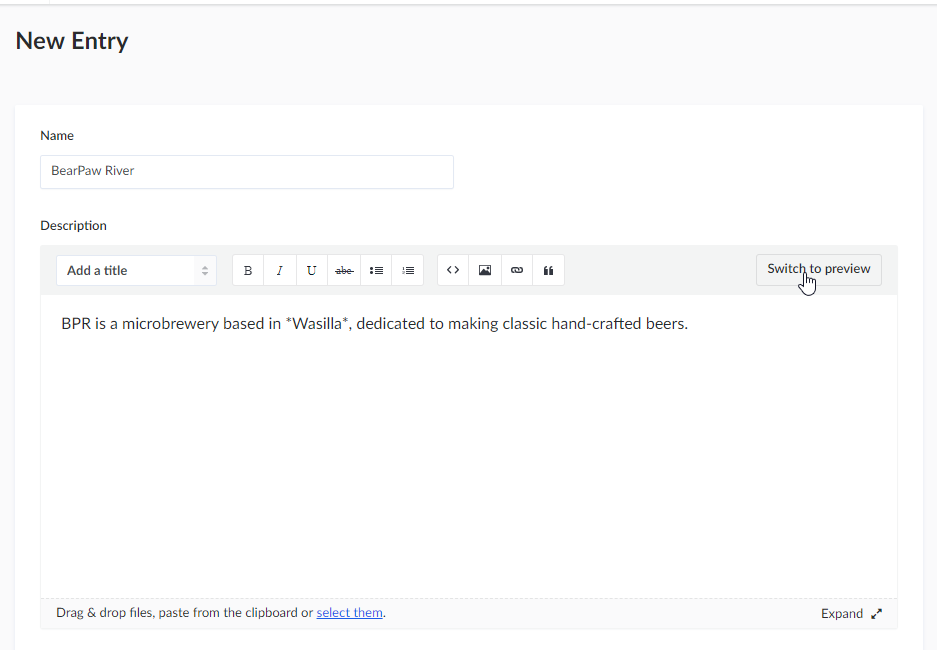 New Entry
Name
BearPaw River
Description
Add a title
B I U abc
Switch to preview
BPR is a microbrewery based in *Wasilla*, dedicated to making classic hand-crafted beers.
Drag & drop files, paste from the clipboard or select them.
Expand